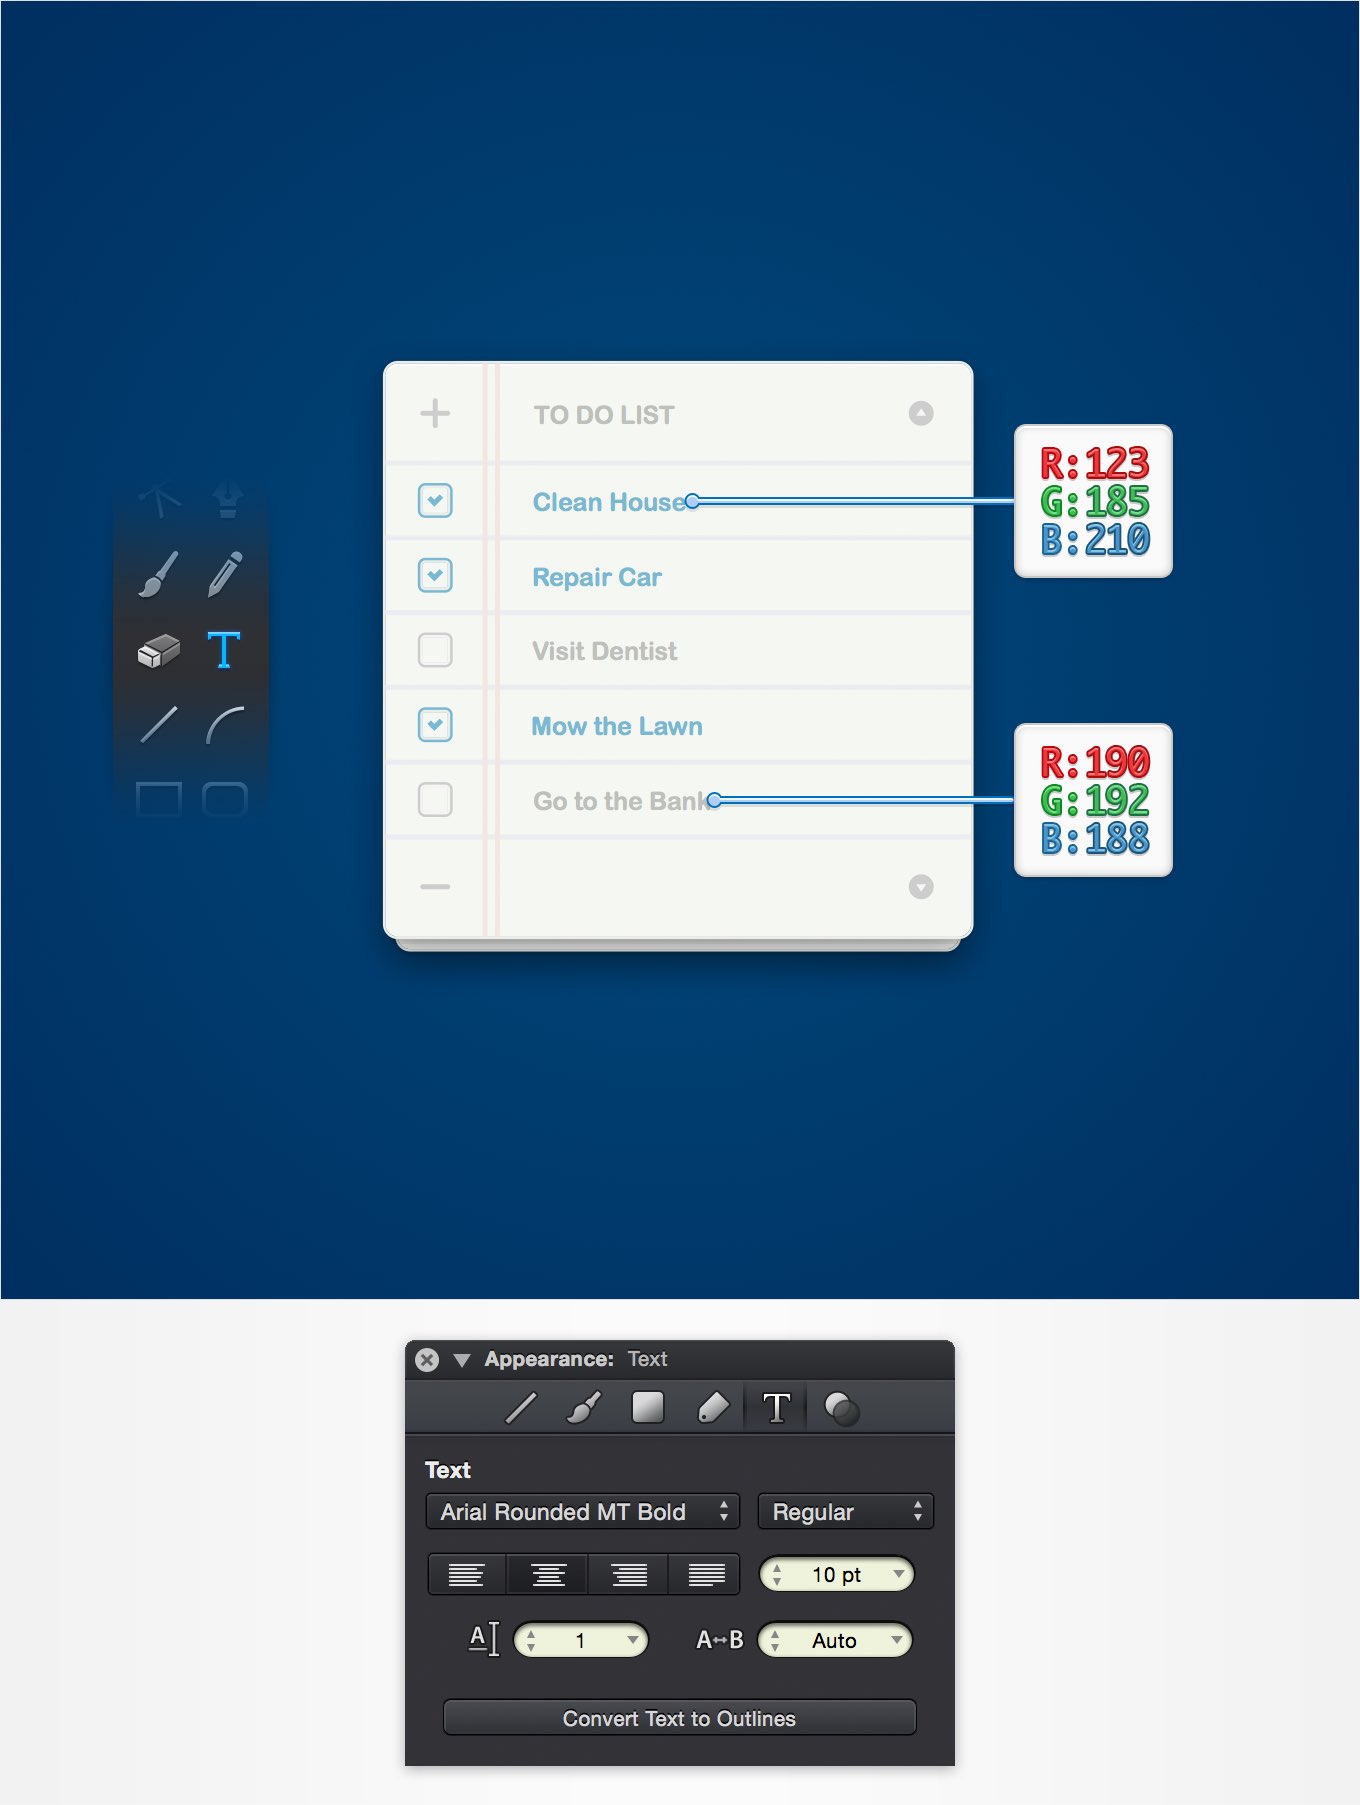 TO DO LIST
Clean House
Repair Car
Visit Dentist
Mow the Lawn
Go to the Bank
R:123
G:185
B:210
R:190
G:192
B:188
T
Appearance: Text
T
Text
Arial Rounded MT Bold
Regular
10 pt
A
1
A↔B
Auto
Convert Text to Outlines